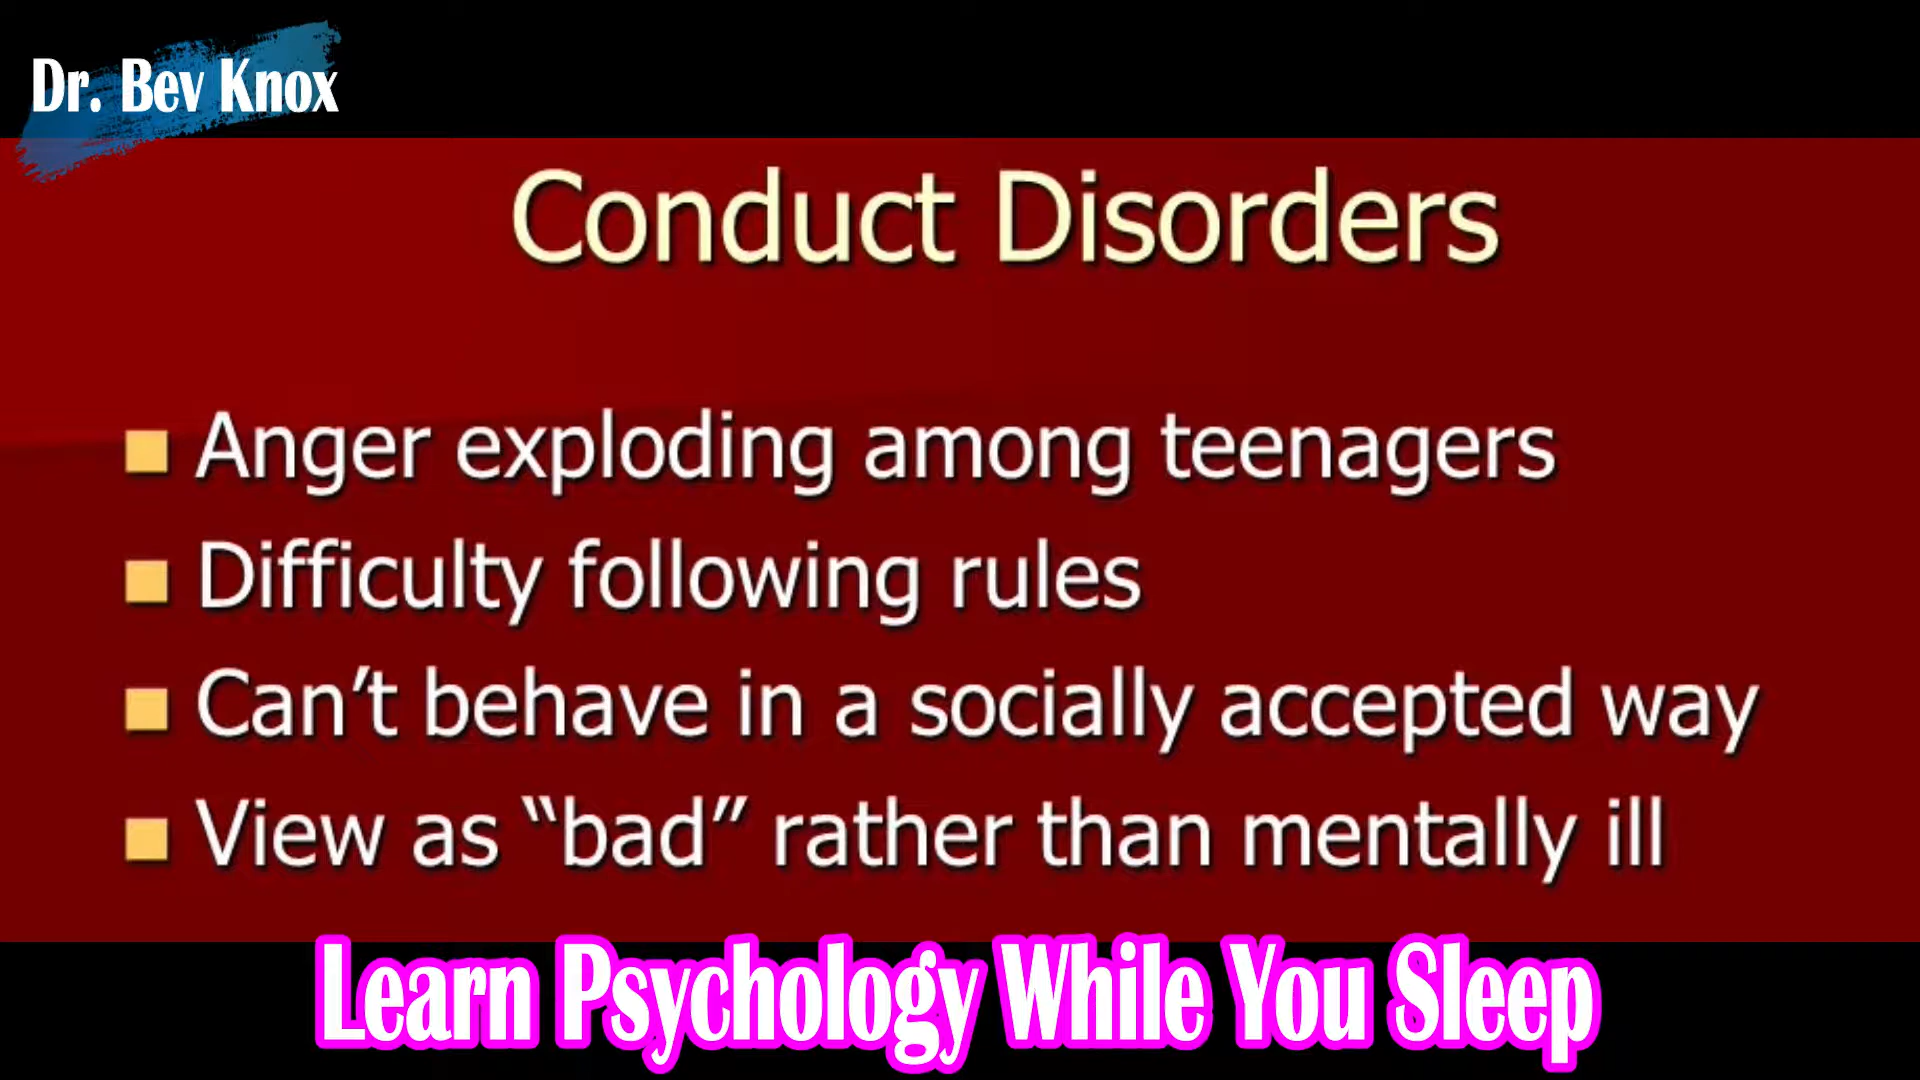 Dr. Bev Knox
Conduct Disorders
Anger exploding among teenagers
Difficulty following rules
Can’t behave in a socially accepted way
View as “bad” rather than mentally ill
Learn Psychology While You Sleep